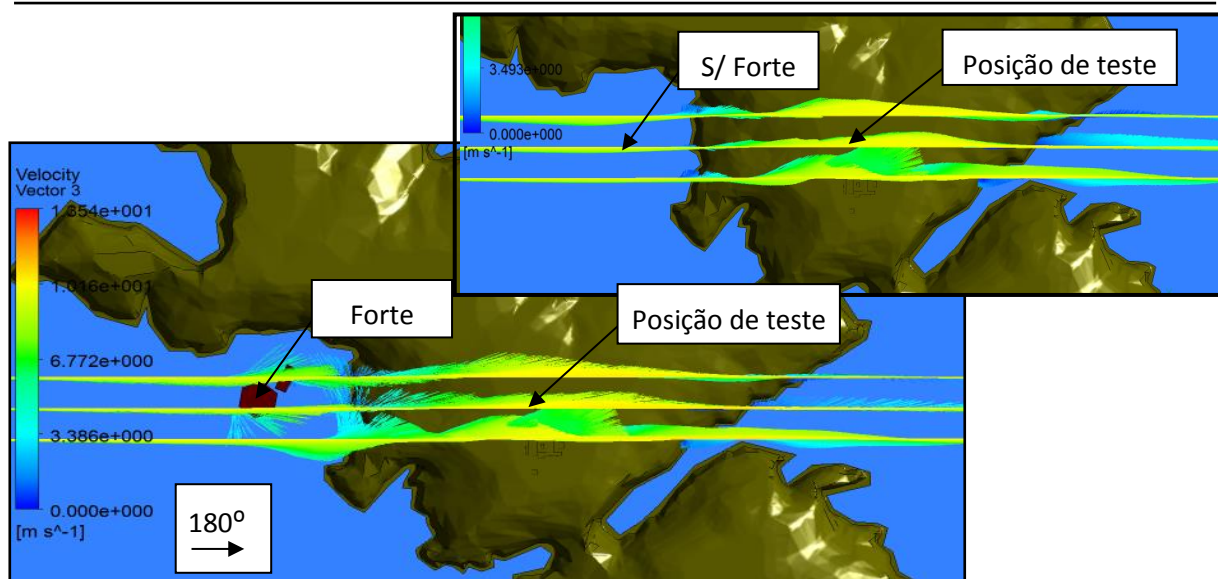 3.493e+000
0.000e+000
[m s^-1]
S/ Forte
Posição de teste
Velocity
Vector 3
1.354e+001
1.016e+001
6.772e+000
3.386e+000
0.000e+000
[m s^-1]
Forte
Posição de teste
180º